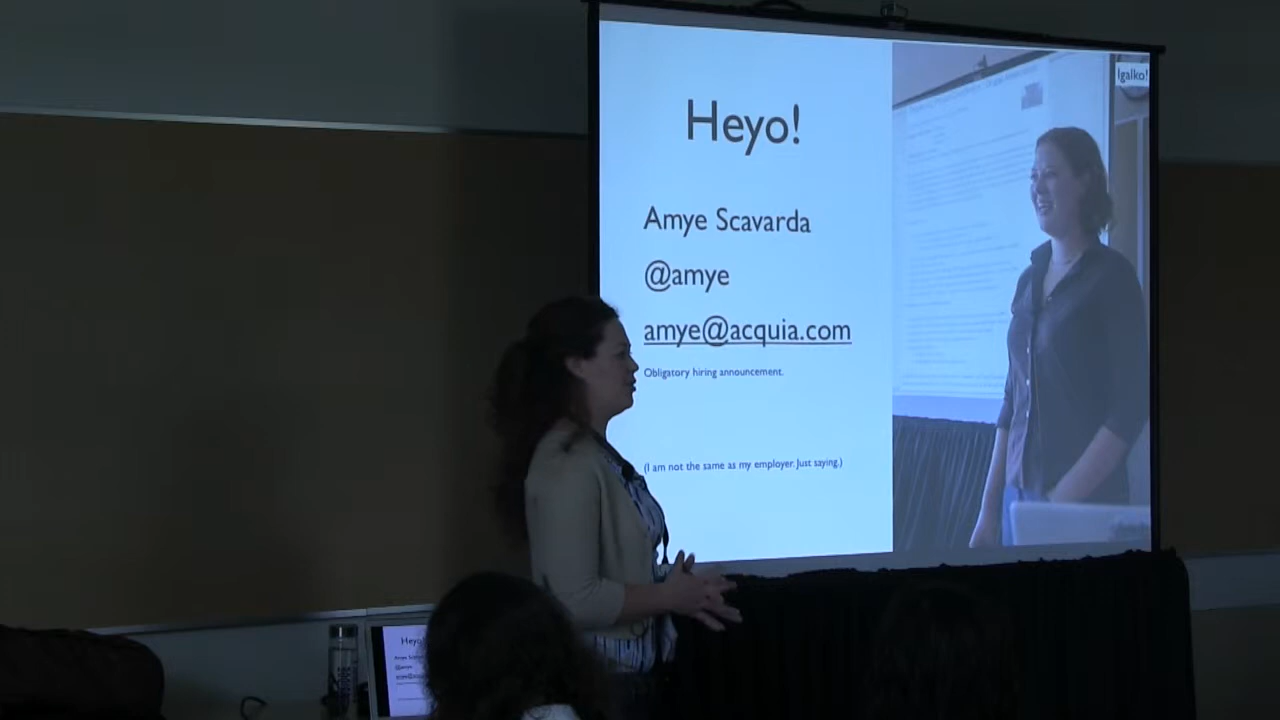 Heyo!
Igalko!
Amye Scavarda
@amye
amye@acquia.com
Obligatory hiring announcement.
(I am not the same as my employer. Just saying.)
Heyo!
@amye